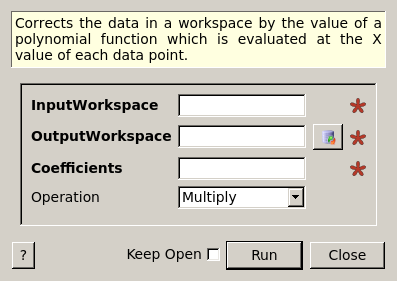 Corrects the data in a workspace by the value of a
polynomial function which is evaluated at the X
value of each data point.
InputWorkspace
OutputWorkspace
Coefficients
Operation Multiply
? Keep Open Run Close